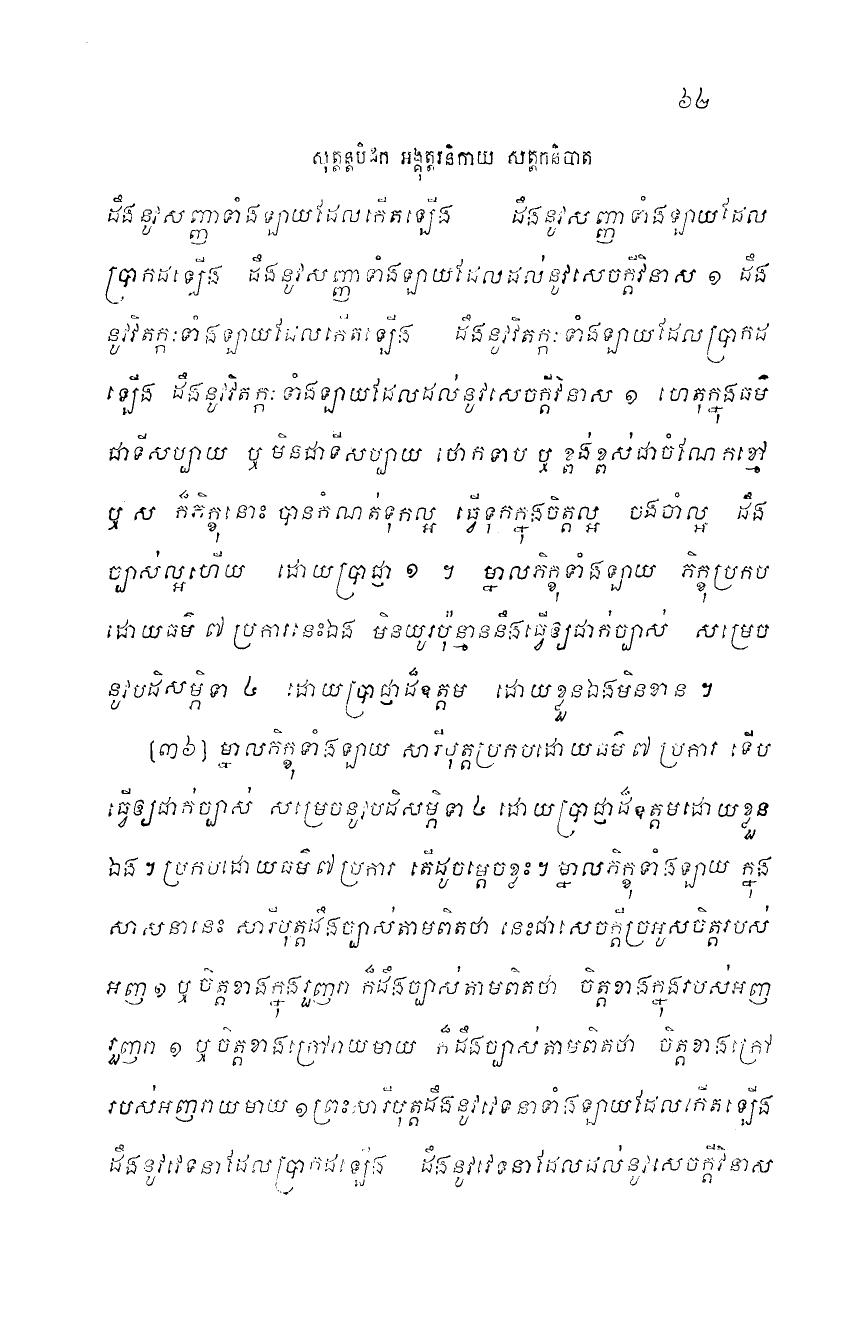 ៦៤
សុត្តន្តបិដក អង្គុត្តរនិកាយ សត្តកនិបាត
ដឹងនូវសញ្ញាទាំងឡាយដែលកើតឡើង ដឹងនូវសញ្ញាទាំងឡាយដែល
ប្រាកដឡើង ដឹងនូវសញ្ញាទាំងឡាយដែលដល់នូវសេចក្តីវិនាស ១ ដឹង
នូវវិតក្កៈទាំងឡាយដែលកើតឡើង ដឹងនូវវិតក្កៈទាំងឡាយដែលប្រាកដ
ឡើង ដឹងនូវវិតក្កៈទាំងឡាយដែលដល់នូវសេចក្តីវិនាស ១ ហេតុក្នុងធម៌
ជាទីសប្បាយ ឬ មិនជាទីសប្បាយ ថោកទាប ឬ ខ្ពង់ខ្ពស់ជាចំណែកខ្មៅ
ឬ ស ក៏ភិក្ខុនោះ បានកំណត់ទុកល្អ ធ្វើទុកក្នុងចិត្តល្អ ចងចាំល្អ ដឹង
ច្បាស់ល្អហើយ ដោយប្រាជ្ញា ១ ។ ម្នាលភិក្ខុទាំងឡាយ ភិក្ខុប្រកប
ដោយធម៌ ៧ ប្រការនេះឯង មិនយូរប៉ុន្មាននឹងធ្វើឲ្យជាក់ច្បាស់ សម្រេច
នូវបដិសម្ភិទា ៤ ដោយប្រាជ្ញាដ៏ឧត្តម ដោយខ្លួនឯងមិនខាន ។
[៣៦] ម្នាលភិក្ខុទាំងឡាយ សារីបុត្តប្រកបដោយធម៌ ៧ ប្រការ ទើប
ធ្វើឲ្យជាក់ច្បាស់ សម្រេចនូវបដិសម្ភិទា ៤ ដោយប្រាជ្ញាដ៏ឧត្តមដោយខ្លួន
ឯង ។ ប្រកបដោយធម៌ ៧ ប្រការ តើដូចម្តេចខ្លះ ។ ម្នាលភិក្ខុទាំងឡាយ ក្នុង
សាសនានេះ សារីបុត្តដឹងច្បាស់តាមពិតថា នេះជាសេចក្តីច្រអូសចិត្តរបស់
អញ ១ ឬ ចិត្តខាងក្នុងរួញរា ក៏ដឹងច្បាស់តាមពិតថា ចិត្តខាងក្នុងរបស់អញ
រួញរា ១ ឬ ចិត្តខាងក្រៅរាយមាយ ក៏ដឹងច្បាស់តាមពិតថា ចិត្តខាងក្រៅ
របស់អញរាយមាយ ១ ព្រះសារីបុត្តដឹងនូវវេទនាទាំងឡាយដែលកើតឡើង
ដឹងនូវវេទនាដែលប្រាកដឡើង ដឹងនូវវេទនាដែលដល់នូវសេចក្តីវិនាស